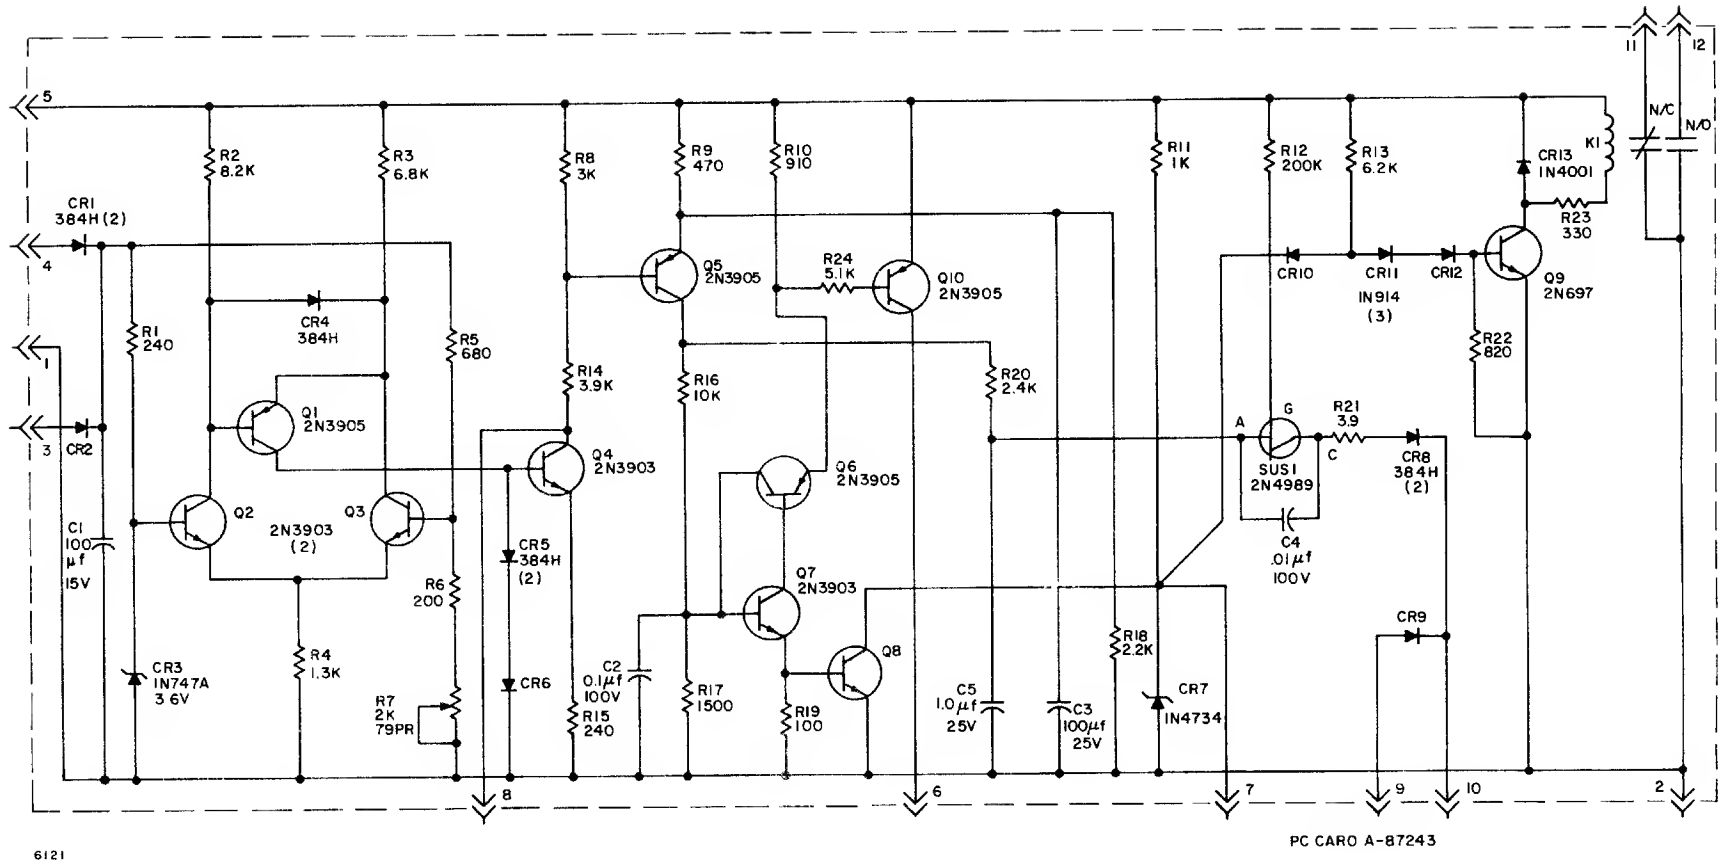 11
12
5
N/C
N/O
K1
R2
8.2K
R3
6.8K
R8
3K
R9
470
R10
910
R11
1K
R12
200K
R13
6.2K
CR13
1N4001
R23
330
CR1
384H (2)
4
Q5
2N3905
R24
5.1K
Q10
2N3905
CR10
CR11
CR12
1N914
(3)
Q9
2N697
CR4
384H
R1
240
R5
680
R22
820
1
R14
3.9K
R16
10K
R20
2.4K
Q1
2N3905
A
G
R21
3.9
C
3
CR2
Q4
2N3903
Q6
2N3905
SUS1
2N4989
CR8
384H
(2)
Q2
2N3903
(2)
Q3
C1
100
µf
15V
CR5
384H
(2)
C4
.01µf
100V
R6
200
Q7
2N3903
CR9
R4
1.3K
CR3
1N747A
3.6V
R7
2K
79PR
CR6
C2
0.1µf
100V
Q8
R18
2.2K
R17
1500
R19
100
R15
240
C5
1.0µf
25V
C3
100µf
25V
CR7
1N4734
8
6
7
9
10
2
PC CARO A-87243
6121